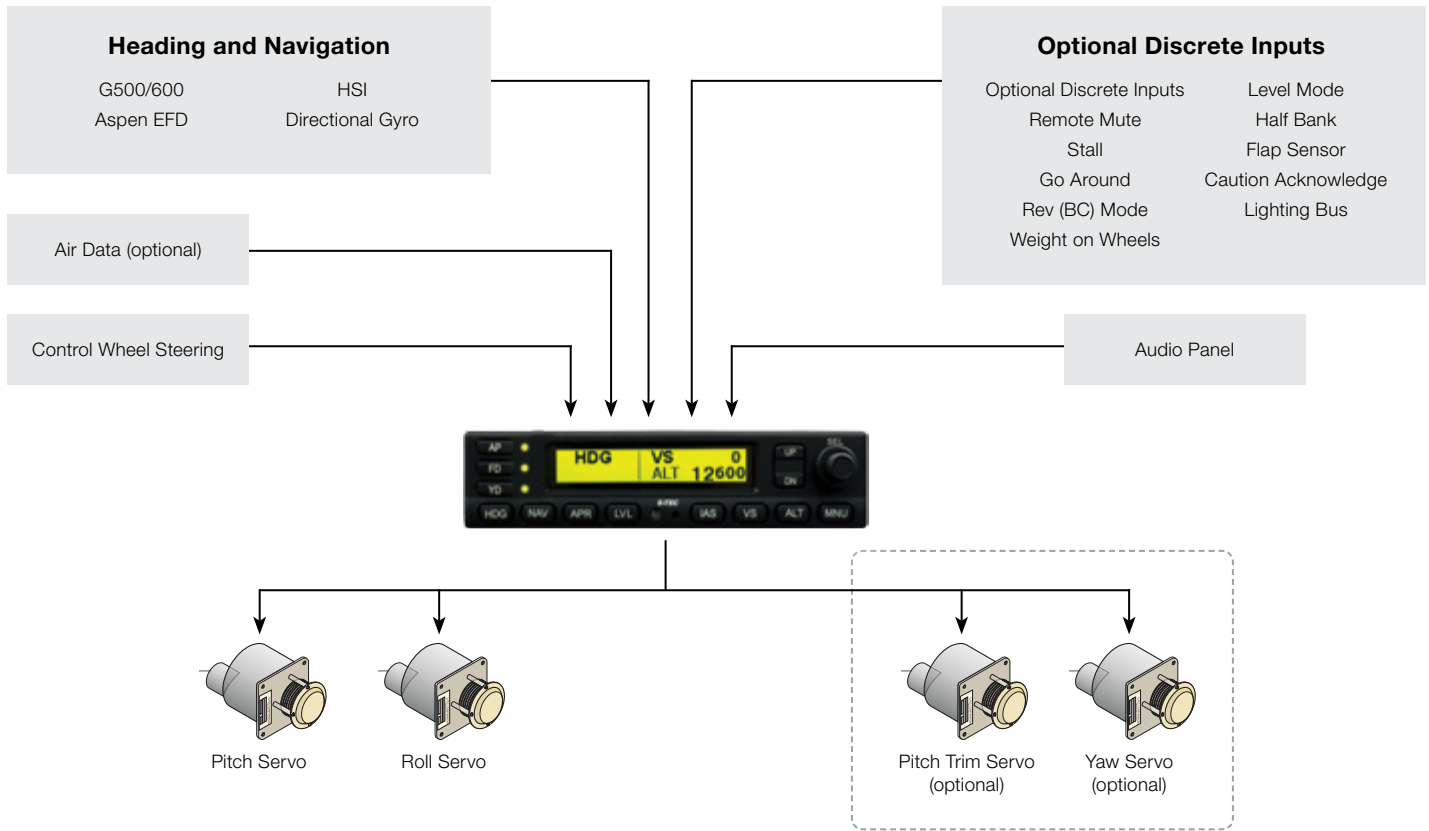 Heading and Navigation
G500/600
HSI
Aspen EFD
Directional Gyro
Optional Discrete Inputs
Optional Discrete Inputs
Level Mode
Remote Mute
Half Bank
Stall
Flap Sensor
Go Around
Caution Acknowledge
Rev (BC) Mode
Lighting Bus
Weight on Wheels
Air Data (optional)
Control Wheel Steering
Audio Panel
AP
FD
YD
HDG
VS 0
ALT 12600
UP
DN
SEL
HDG
NAV
APR
LVL
S-TEC
IAS
VS
ALT
MNU
Pitch Servo
Roll Servo
Pitch Trim Servo
(optional)
Yaw Servo
(optional)